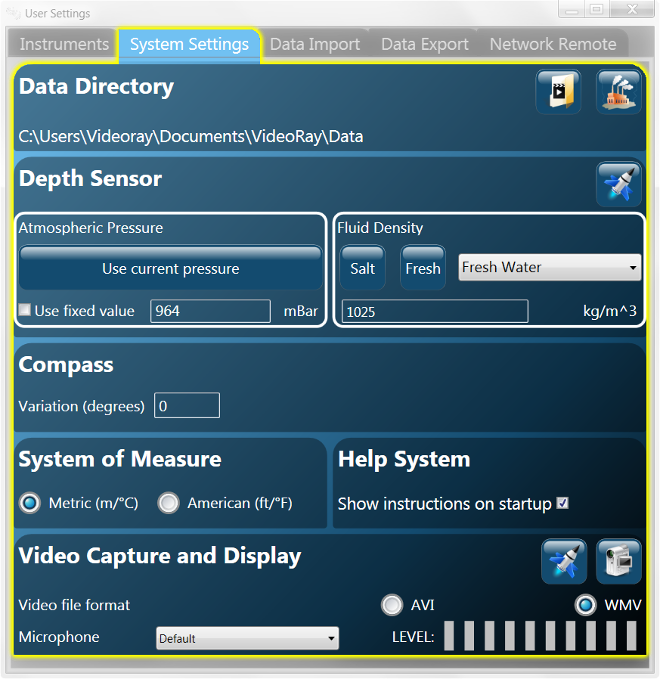 User Settings
Instruments System Settings Data Import Data Export Network Remote
Data Directory
C:\Users\Videoray\Documents\VideoRay\Data
Depth Sensor
Atmospheric Pressure Fluid Density
Use current pressure Salt Fresh Fresh Water
Use fixed value 964 mBar 1025 kg/m^3
Compass
Variation (degrees) 0
System of Measure Help System
Metric (m/°C) American (ft/°F) Show instructions on startup
Video Capture and Display
Video file format AVI WMV
Microphone Default LEVEL: